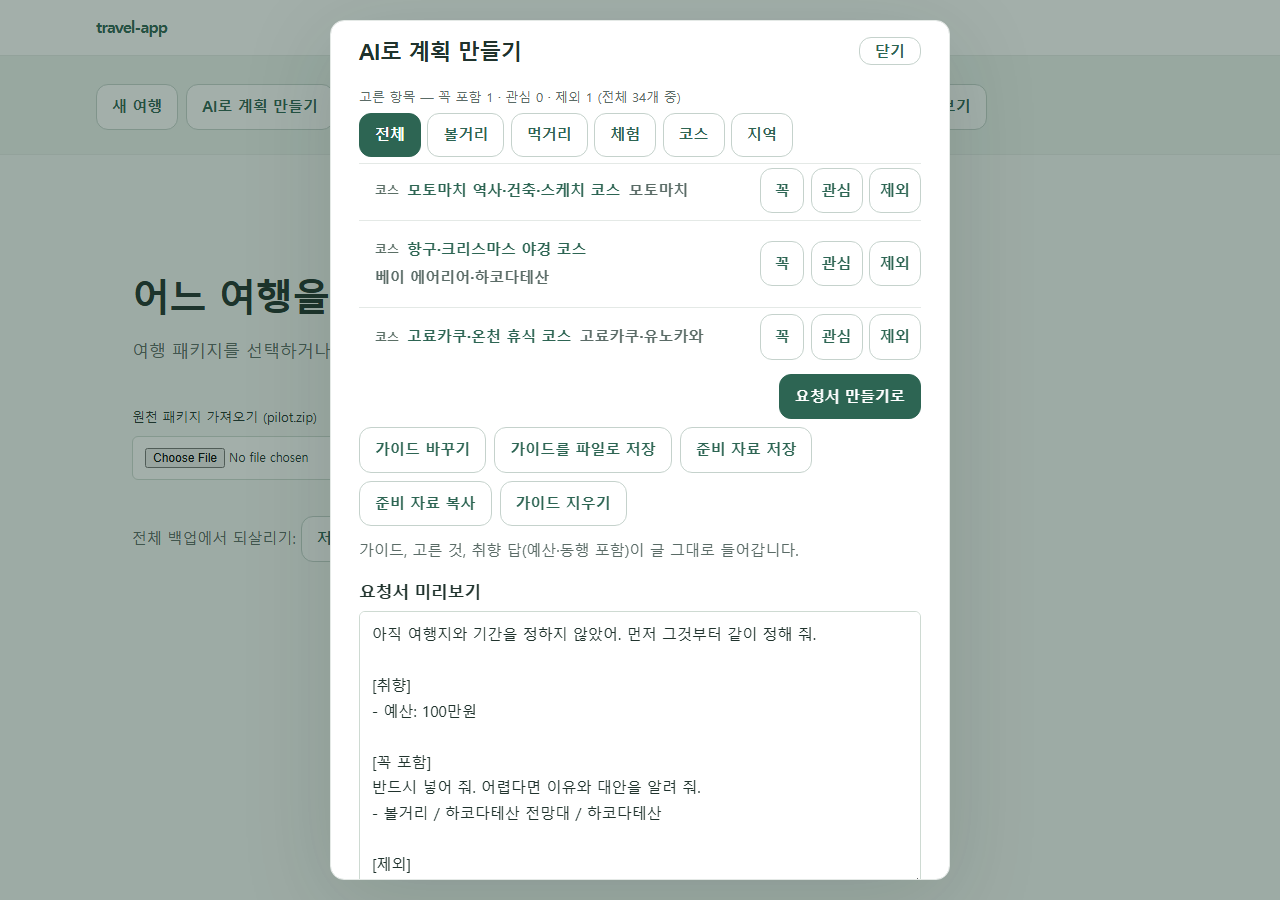 travel-app
AI로 계획 만들기
닫기
새 여행
AI로 계획 만들기
보기
고른 항목 — 꼭 포함 1 · 관심 0 · 제외 1 (전체 34개 중)
전체 볼거리 먹거리 체험 코스 지역
코스 모토마치 역사·건축·스케치 코스 모토마치 꼭 관심 제외
코스 항구·크리스마스 야경 코스
베이 에어리어·하코다테산
꼭 관심 제외
코스 고료카쿠·온천 휴식 코스 고료카쿠·유노카와 꼭 관심 제외
요청서 만들기로
어느 여행을
여행 패키지를 선택하거나
원천 패키지 가져오기 (pilot.zip)
Choose File No file chosen
전체 백업에서 되살리기:
가이드 바꾸기 가이드를 파일로 저장 준비 자료 저장
준비 자료 복사 가이드 지우기
가이드, 고른 것, 취향 답(예산·동행 포함)이 글 그대로 들어갑니다.
요청서 미리보기
아직 여행지와 기간을 정하지 않았어. 먼저 그것부터 같이 정해 줘.
[취향]
- 예산: 100만원
[꼭 포함]
반드시 넣어 줘. 어렵다면 이유와 대안을 알려 줘.
- 볼거리 / 하코다테산 전망대 / 하코다테산
[제외]